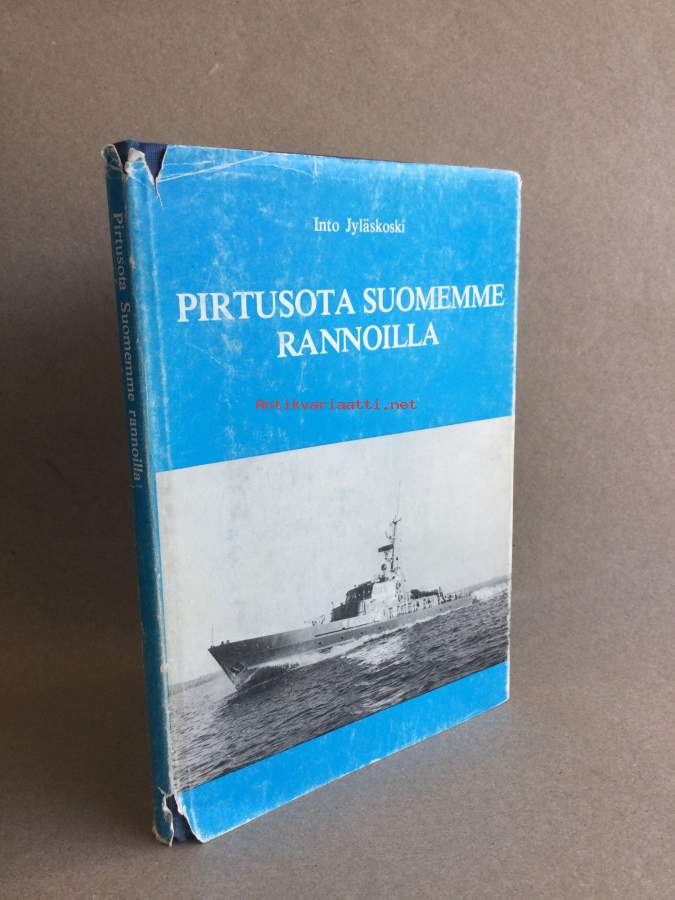 Into Jyläskoski
PIRTUSOTA SUOMEMME
RANNOILLA
Antikvariaatti.net
Pirtusota Suomemme rannoilla